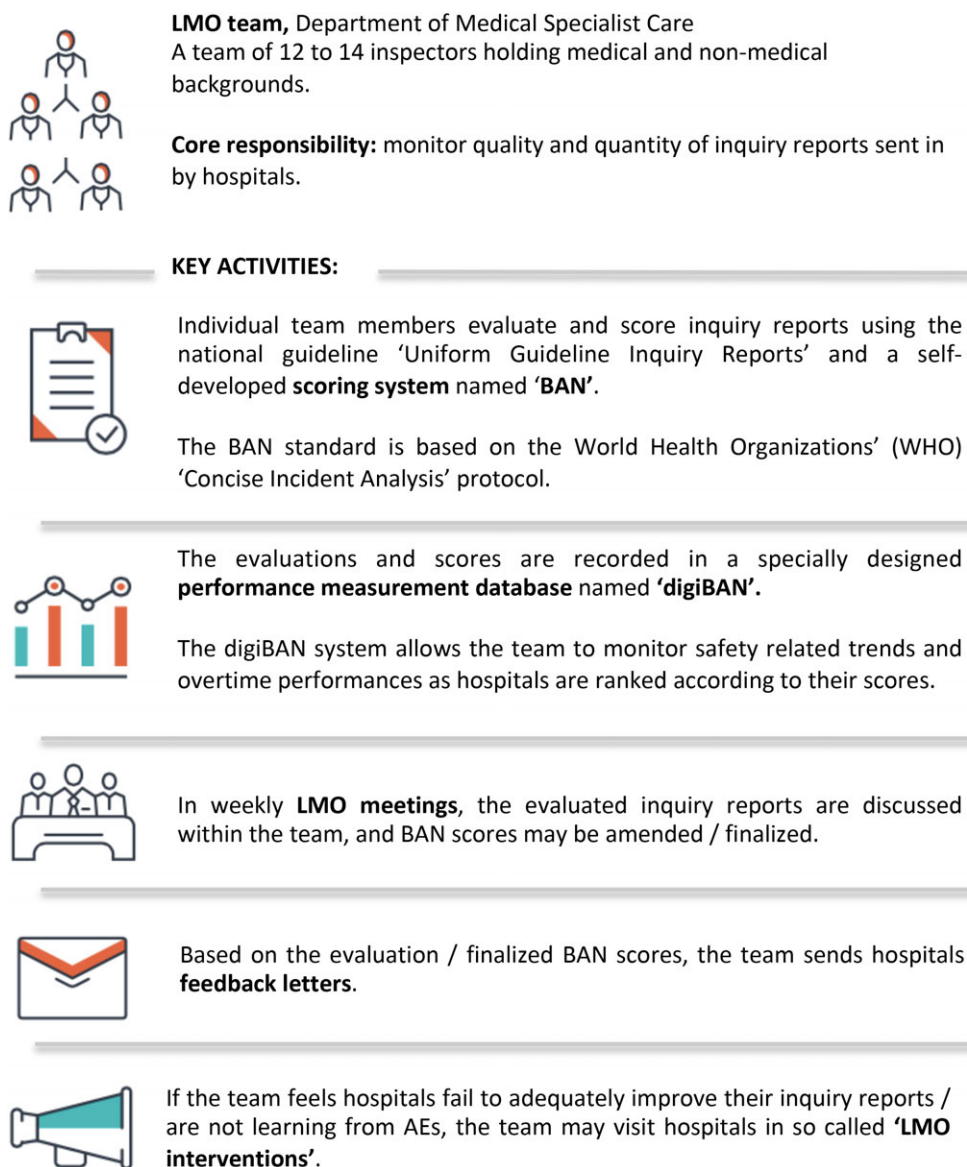 LMO team, Department of Medical Specialist Care
A team of 12 to 14 inspectors holding medical and non-medical
backgrounds.
Core responsibility: monitor quality and quantity of inquiry reports sent in
by hospitals.
KEY ACTIVITIES:
Individual team members evaluate and score inquiry reports using the
national guideline ‘Uniform Guideline Inquiry Reports’ and a self-
developed scoring system named ‘BAN’.
The BAN standard is based on the World Health Organizations’ (WHO)
‘Concise Incident Analysis’ protocol.
The evaluations and scores are recorded in a specially designed
performance measurement database named ‘digiBAN’.
The digiBAN system allows the team to monitor safety related trends and
overtime performances as hospitals are ranked according to their scores.
In weekly LMO meetings, the evaluated inquiry reports are discussed
within the team, and BAN scores may be amended / finalized.
Based on the evaluation / finalized BAN scores, the team sends hospitals
feedback letters.
If the team feels hospitals fail to adequately improve their inquiry reports /
are not learning from AEs, the team may visit hospitals in so called ‘LMO
interventions’.